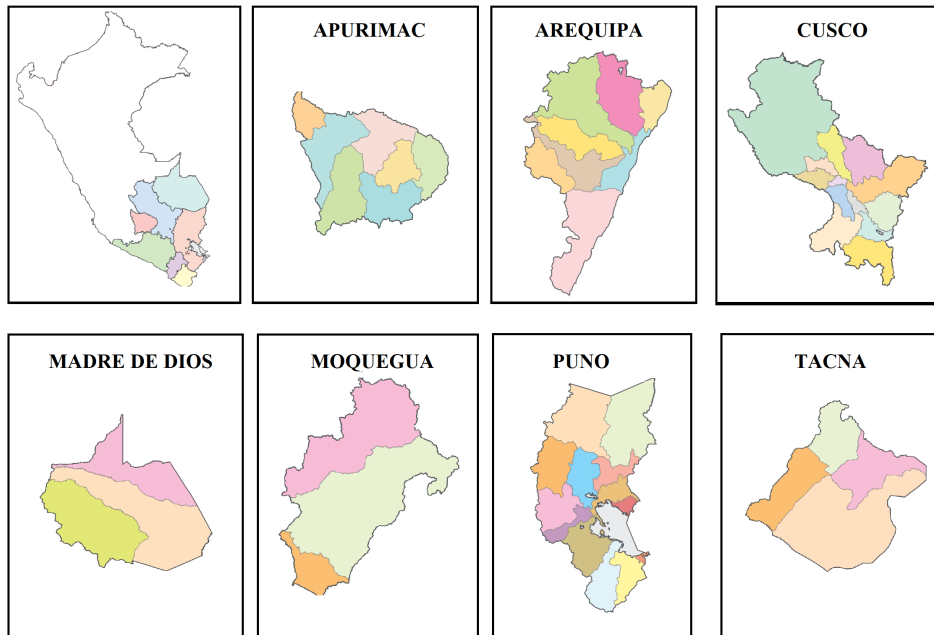 APURIMAC
AREQUIPA
CUSCO
MADRE DE DIOS
MOQUEGUA
PUNO
TACNA